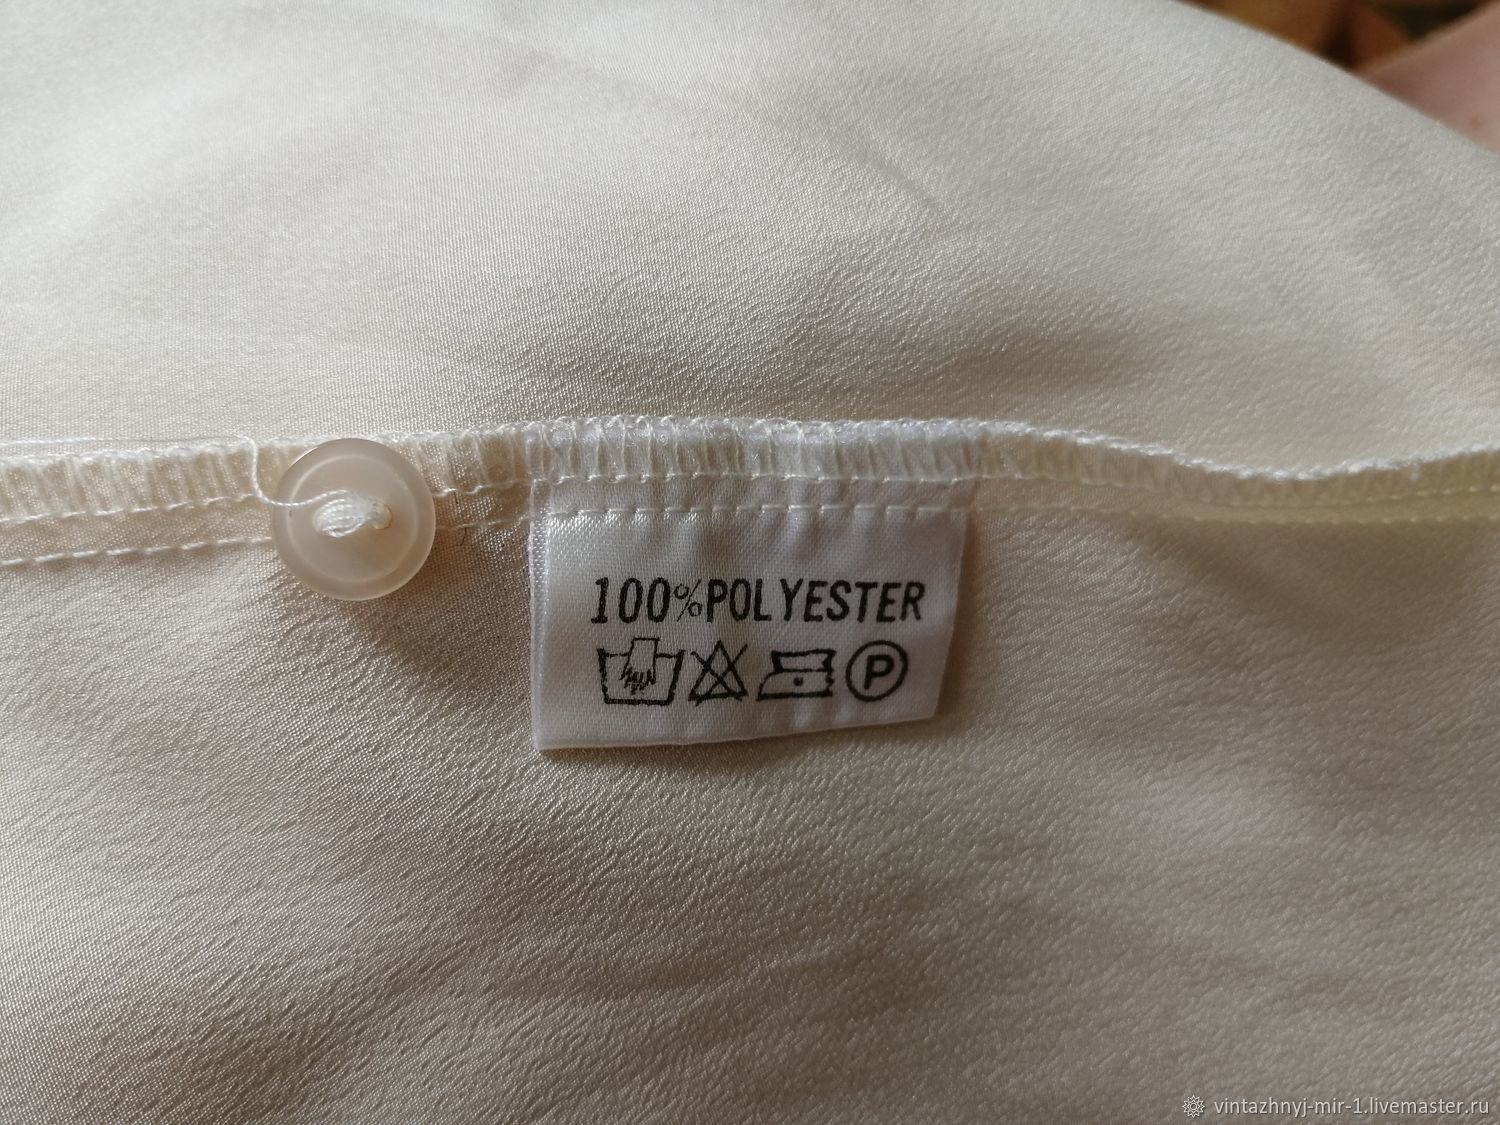 100% POLYESTER
P
vintazhnyj-mir-1.livemaster.ru